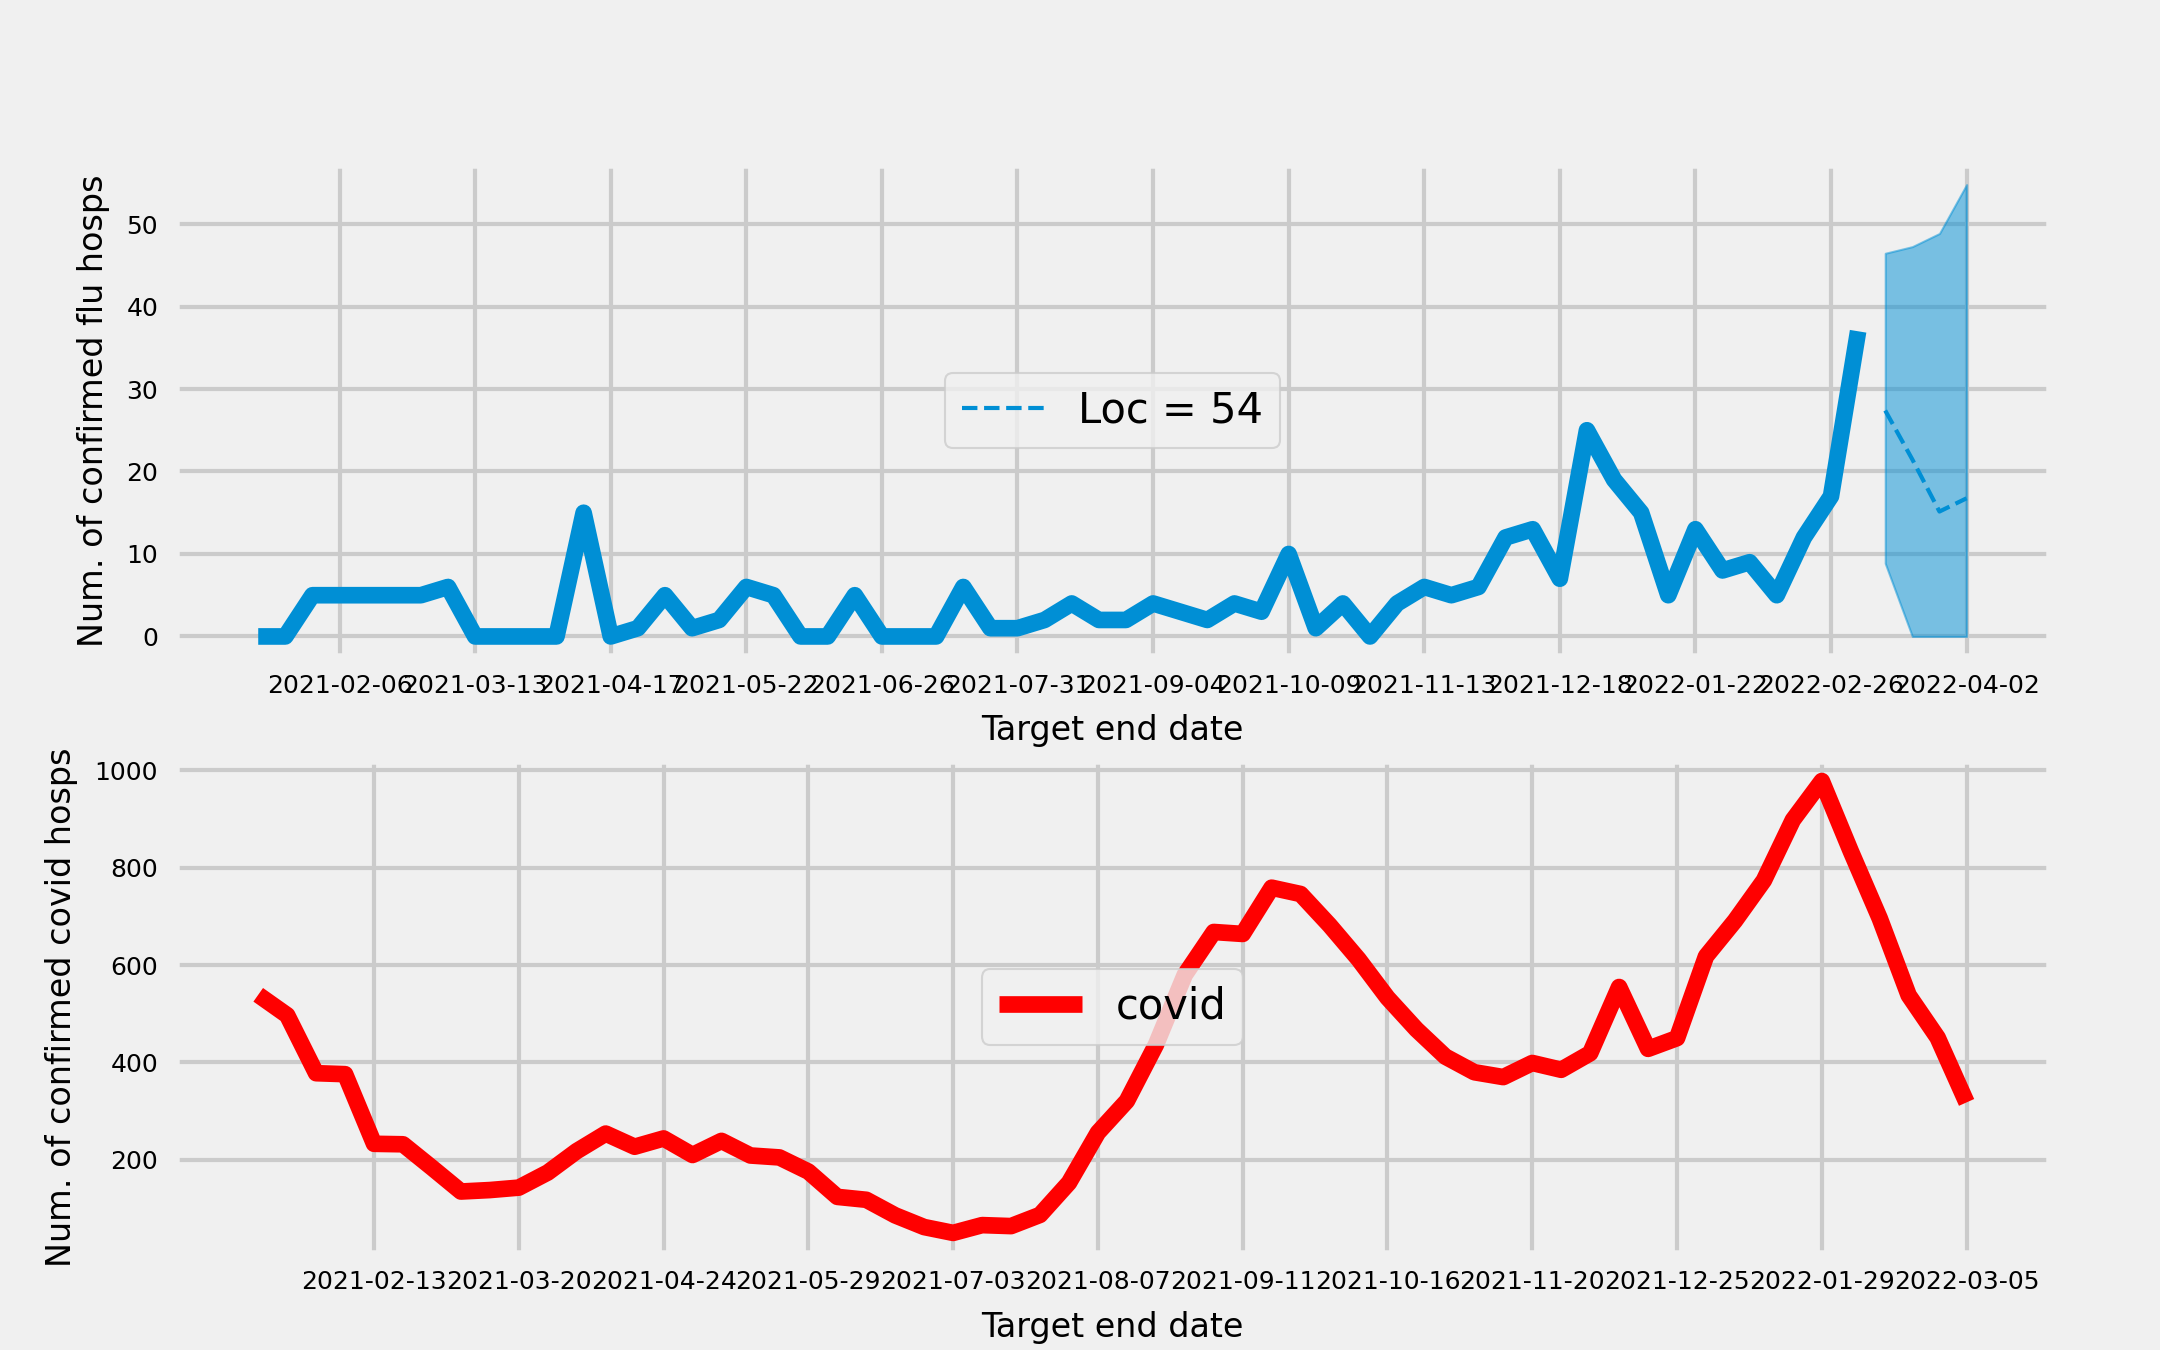 Num. of confirmed flu hosps
50
40
30
20
10
0
Loc = 54
2021-02-06 2021-03-13 2021-04-17 2021-05-22 2021-06-26 2021-07-31 2021-09-04 2021-10-09 2021-11-13 2021-12-18 2022-01-22 2022-02-26 2022-04-02
Target end date
Num. of confirmed covid hosps
1000
800
600
400
200
covid
2021-02-13 2021-03-20 2021-04-24 2021-05-29 2021-07-03 2021-08-07 2021-09-11 2021-10-16 2021-11-20 2021-12-25 2022-01-29 2022-03-05
Target end date